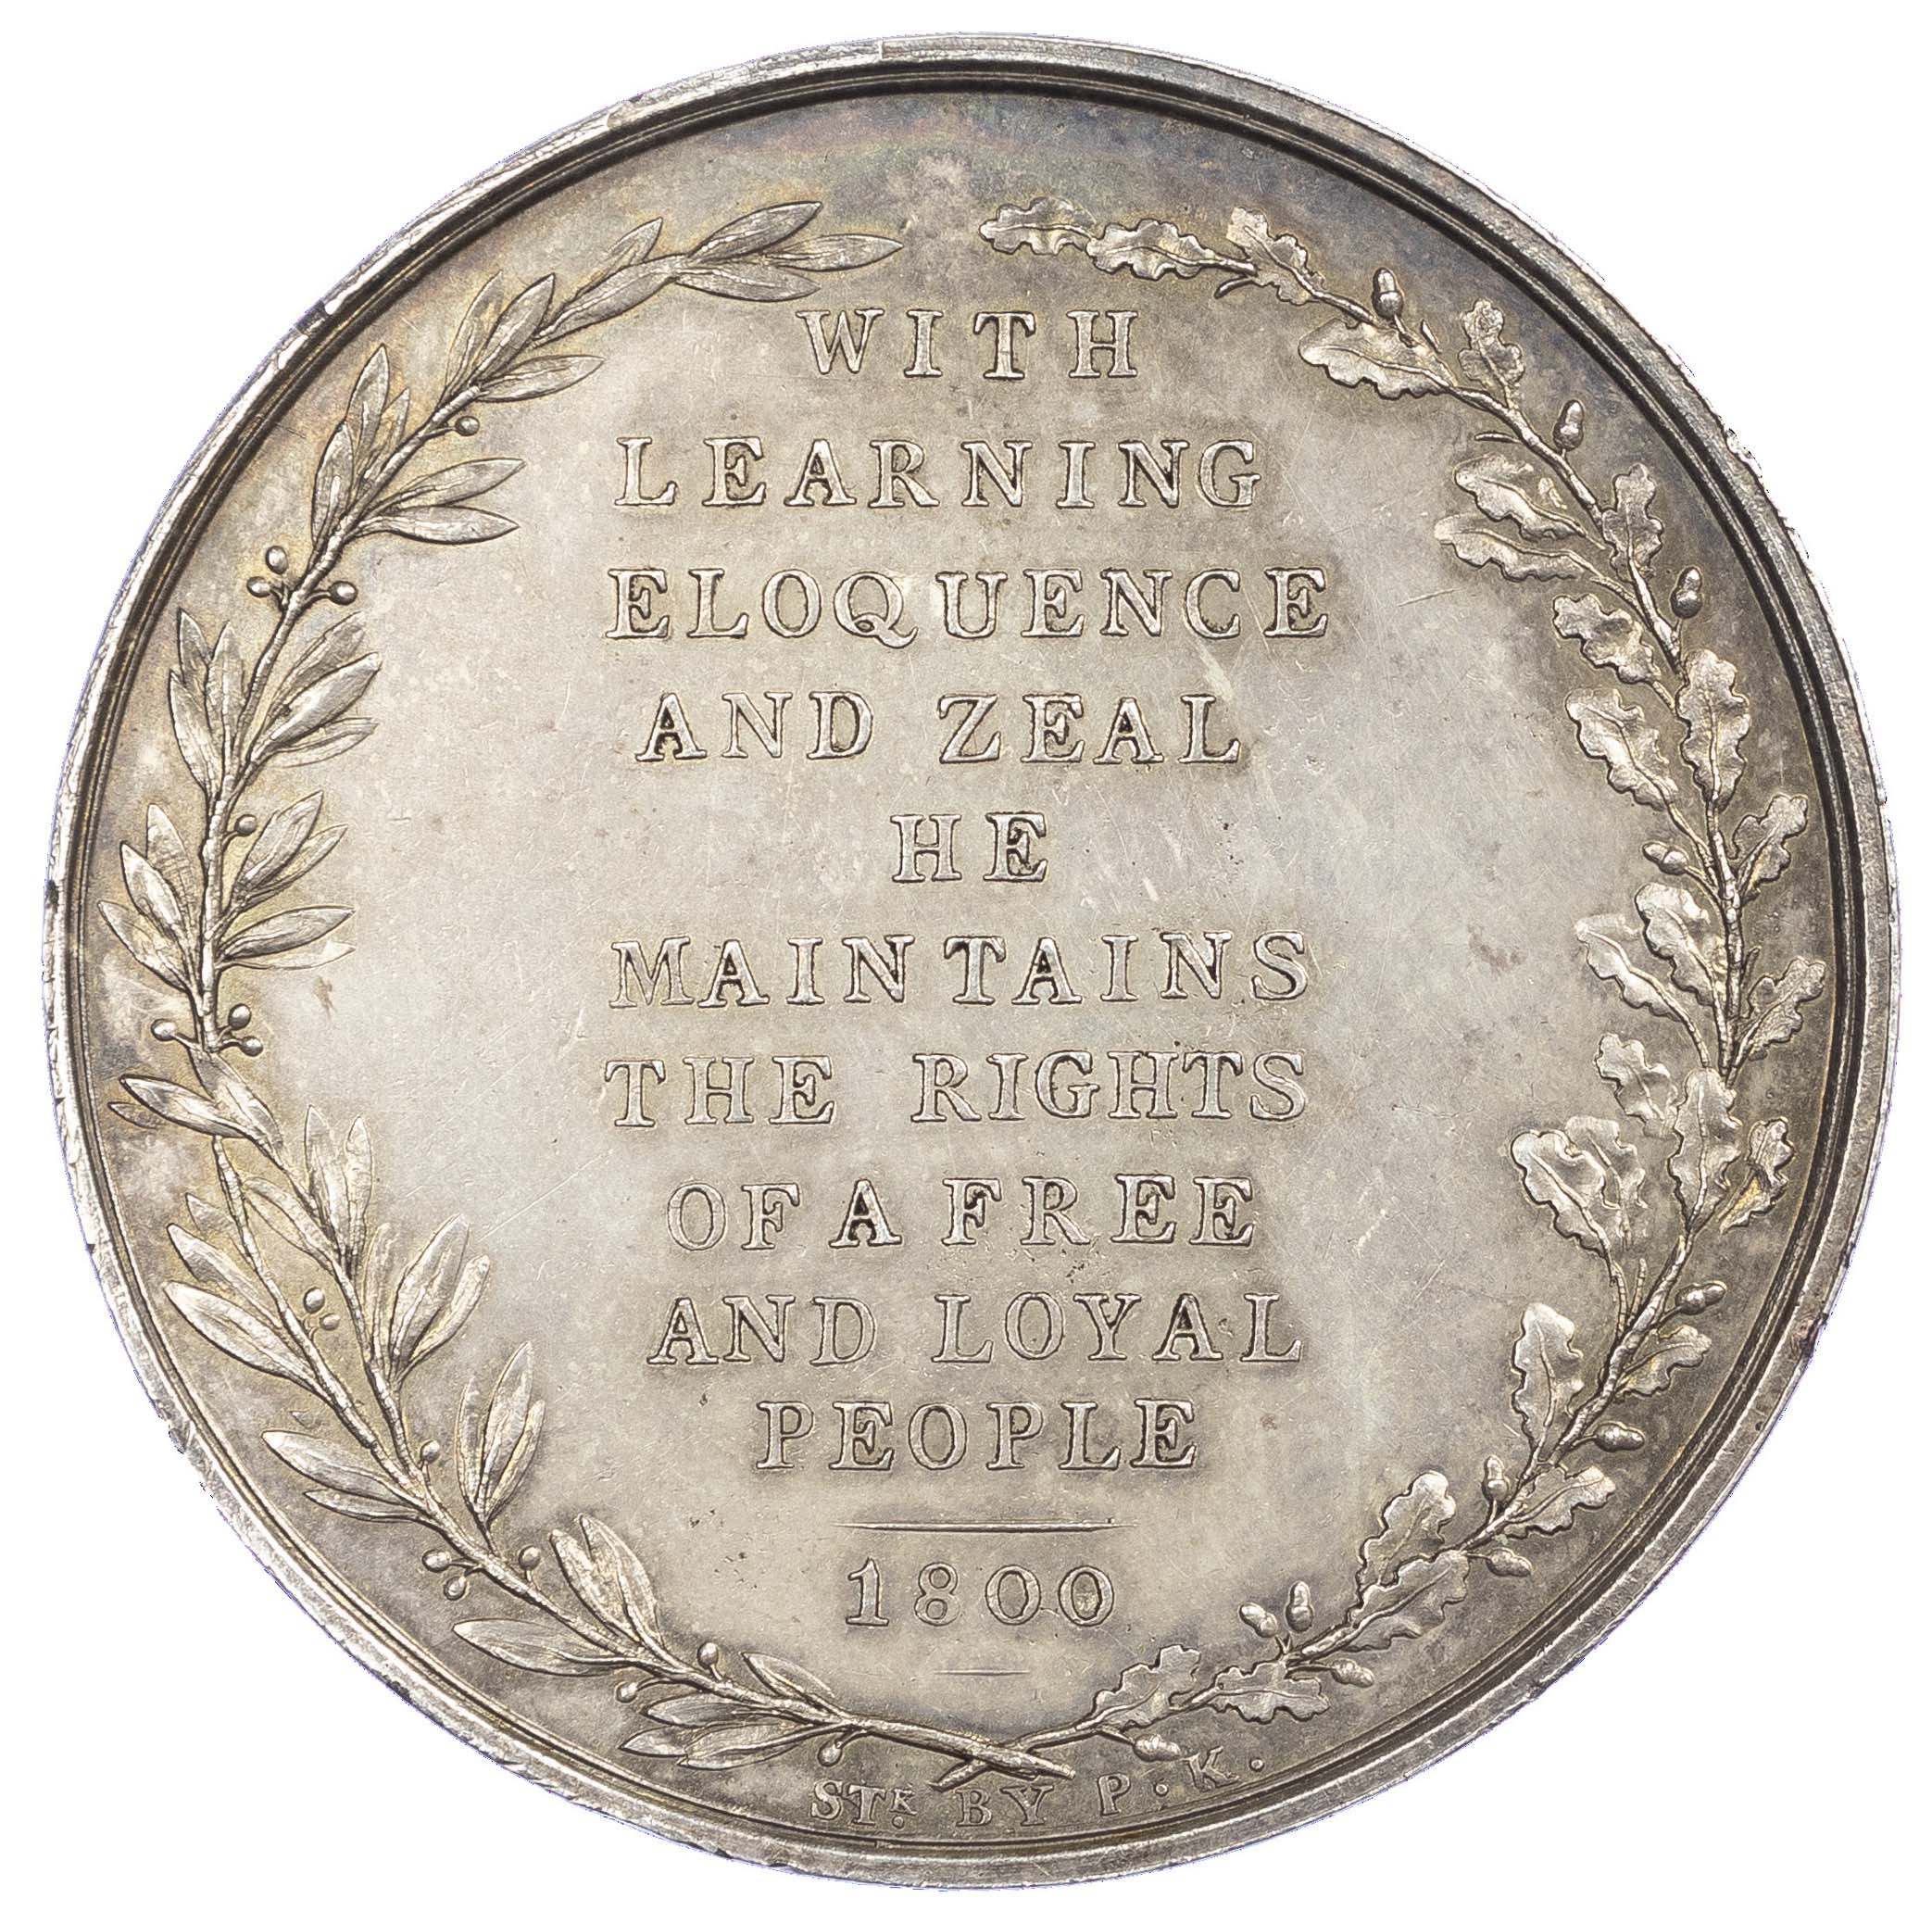 WITH
LEARNING
ELOQUENCE
AND ZEAL
HE
MAINTAINS
THE RIGHTS
OF A FREE
AND LOYAL
PEOPLE
1800
STK. BY P. K.